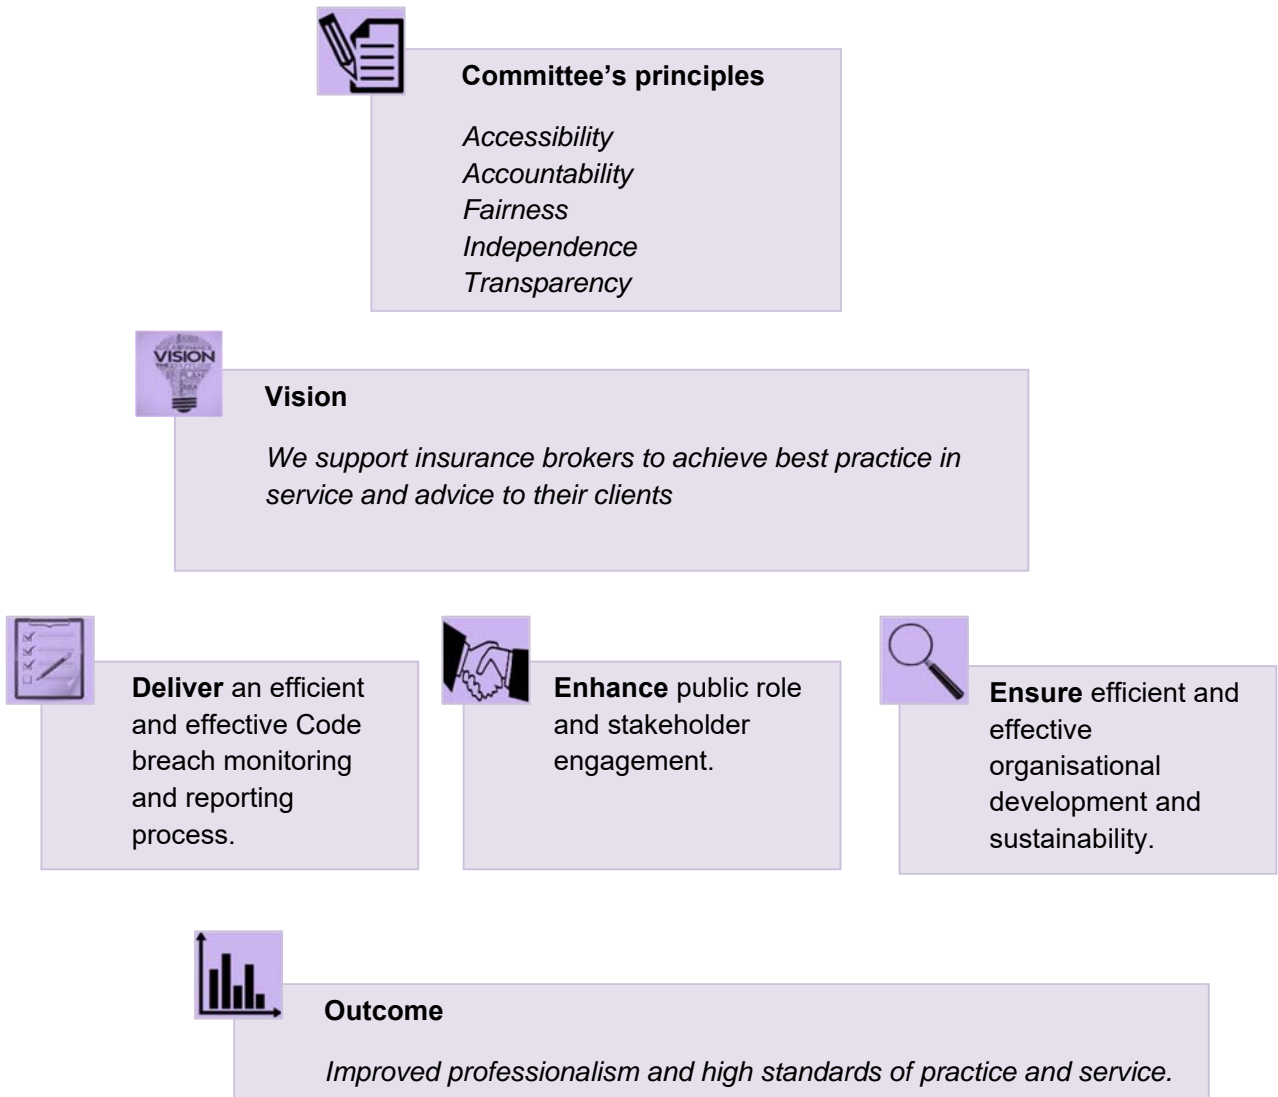 Committee’s principles
Accessibility
Accountability
Fairness
Independence
Transparency
VISION
PLAN
Vision
We support insurance brokers to achieve best practice in
service and advice to their clients
Deliver an efficient
and effective Code
breach monitoring
and reporting
process.
Enhance public role
and stakeholder
engagement.
Ensure efficient and
effective
organisational
development and
sustainability.
Outcome
Improved professionalism and high standards of practice and service.